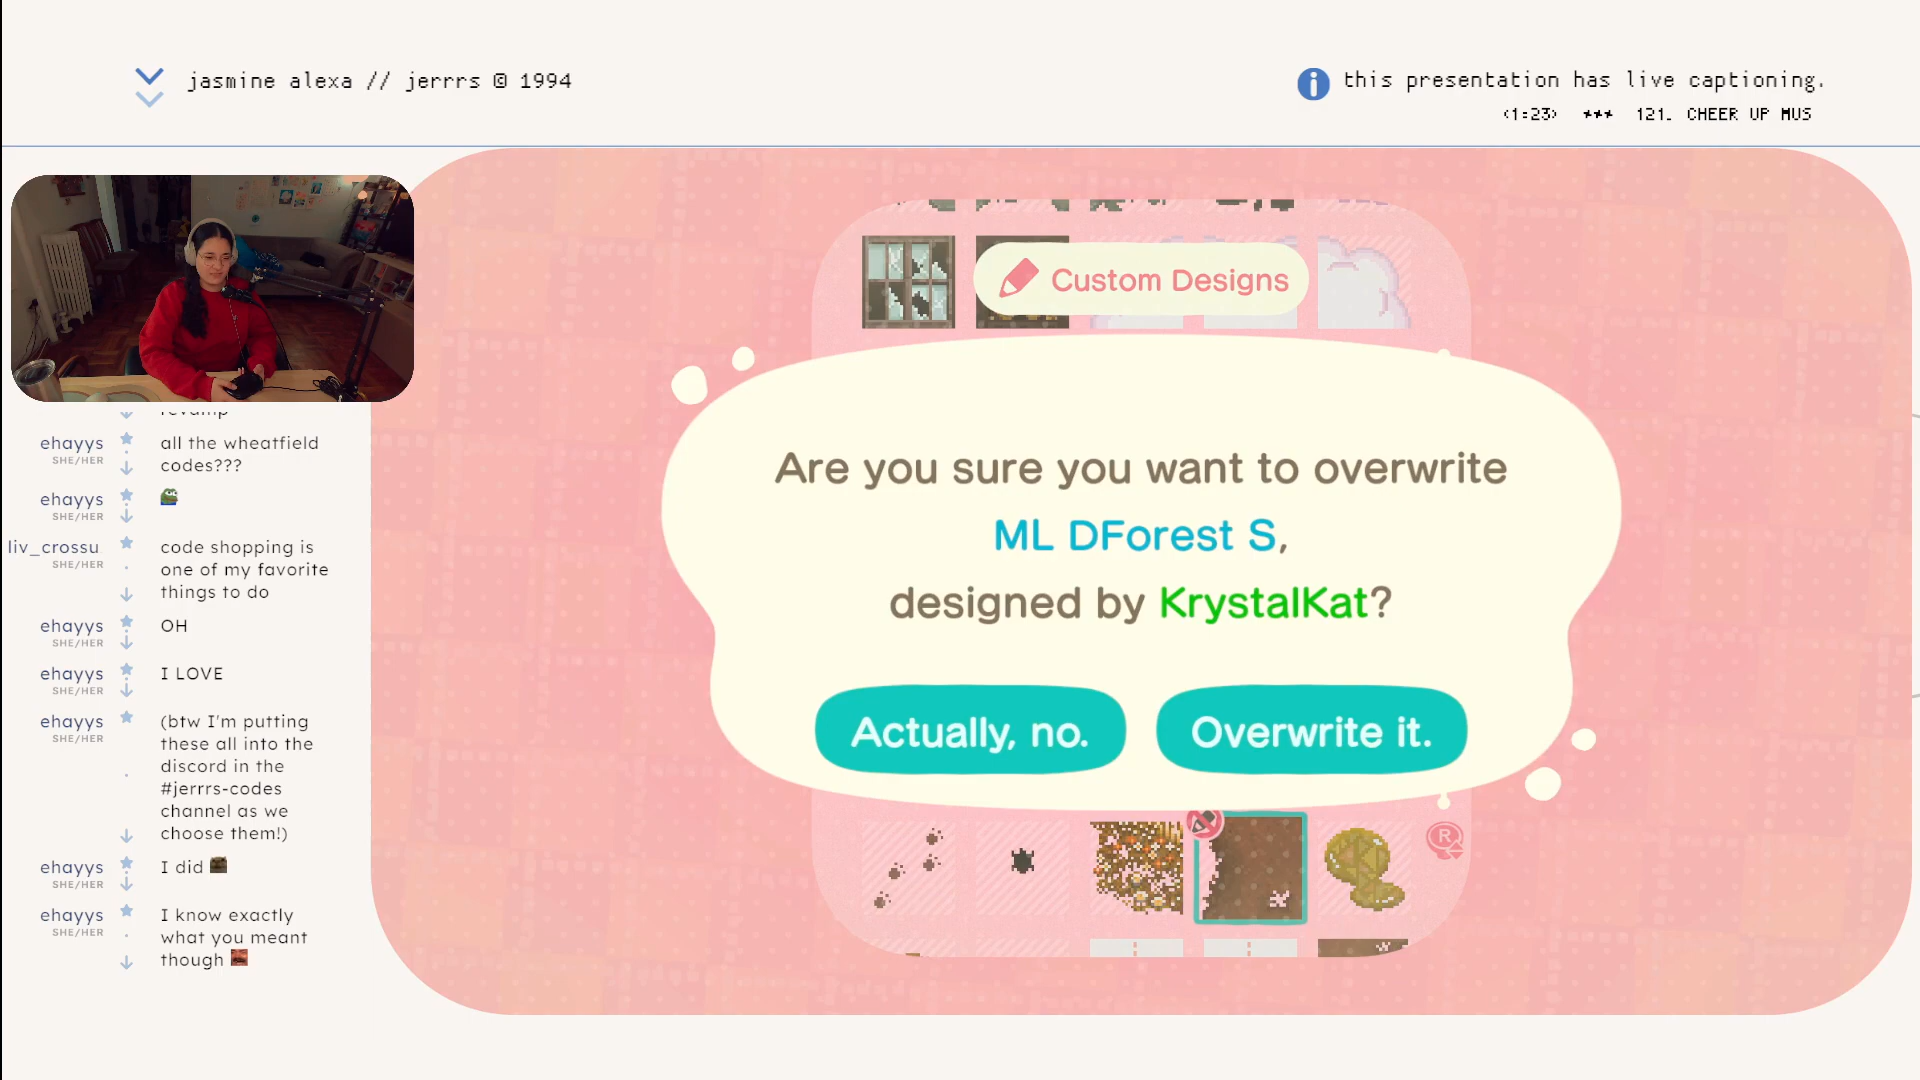 jasmine alexa // jerrrs @ 1994
this presentation has live captioning.
<1:23> *** 121. CHEER UP MUS
Custom Designs
Are you sure you want to overwrite
ML DForest S,
designed by KrystalKat?
Actually, no.
Overwrite it.
R
revamp
ehayys
SHE/HER
all the wheatfield
codes???
ehayys
SHE/HER
liv_crossu
SHE/HER
code shopping is
one of my favorite
things to do
ehayys
SHE/HER
OH
ehayys
SHE/HER
I LOVE
ehayys
SHE/HER
(btw I'm putting
these all into the
discord in the
#jerrrs-codes
channel as we
choose them!)
ehayys
SHE/HER
I did
ehayys
SHE/HER
I know exactly
what you meant
though